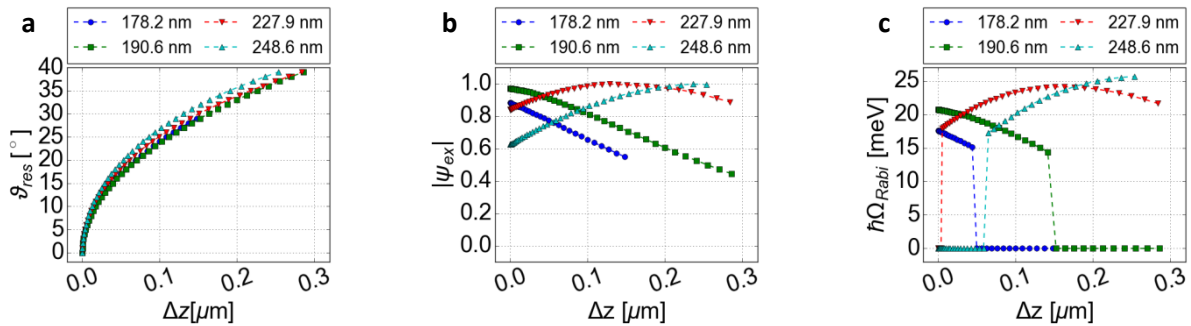 a
178.2 nm 227.9 nm
190.6 nm 248.6 nm
40
35
30
25
20
15
10
5
0
ϑres[°]
0.0 0.1 0.2 0.3
Δz[μm]
b
178.2 nm 227.9 nm
190.6 nm 248.6 nm
1.0
0.8
0.6
0.4
0.2
0.0
|ψex|
0.0 0.1 0.2 0.3
Δz [μm]
c
178.2 nm 227.9 nm
190.6 nm 248.6 nm
25
20
15
10
5
0
ℏΩRabi [meV]
0.0 0.1 0.2 0.3
Δz [μm]